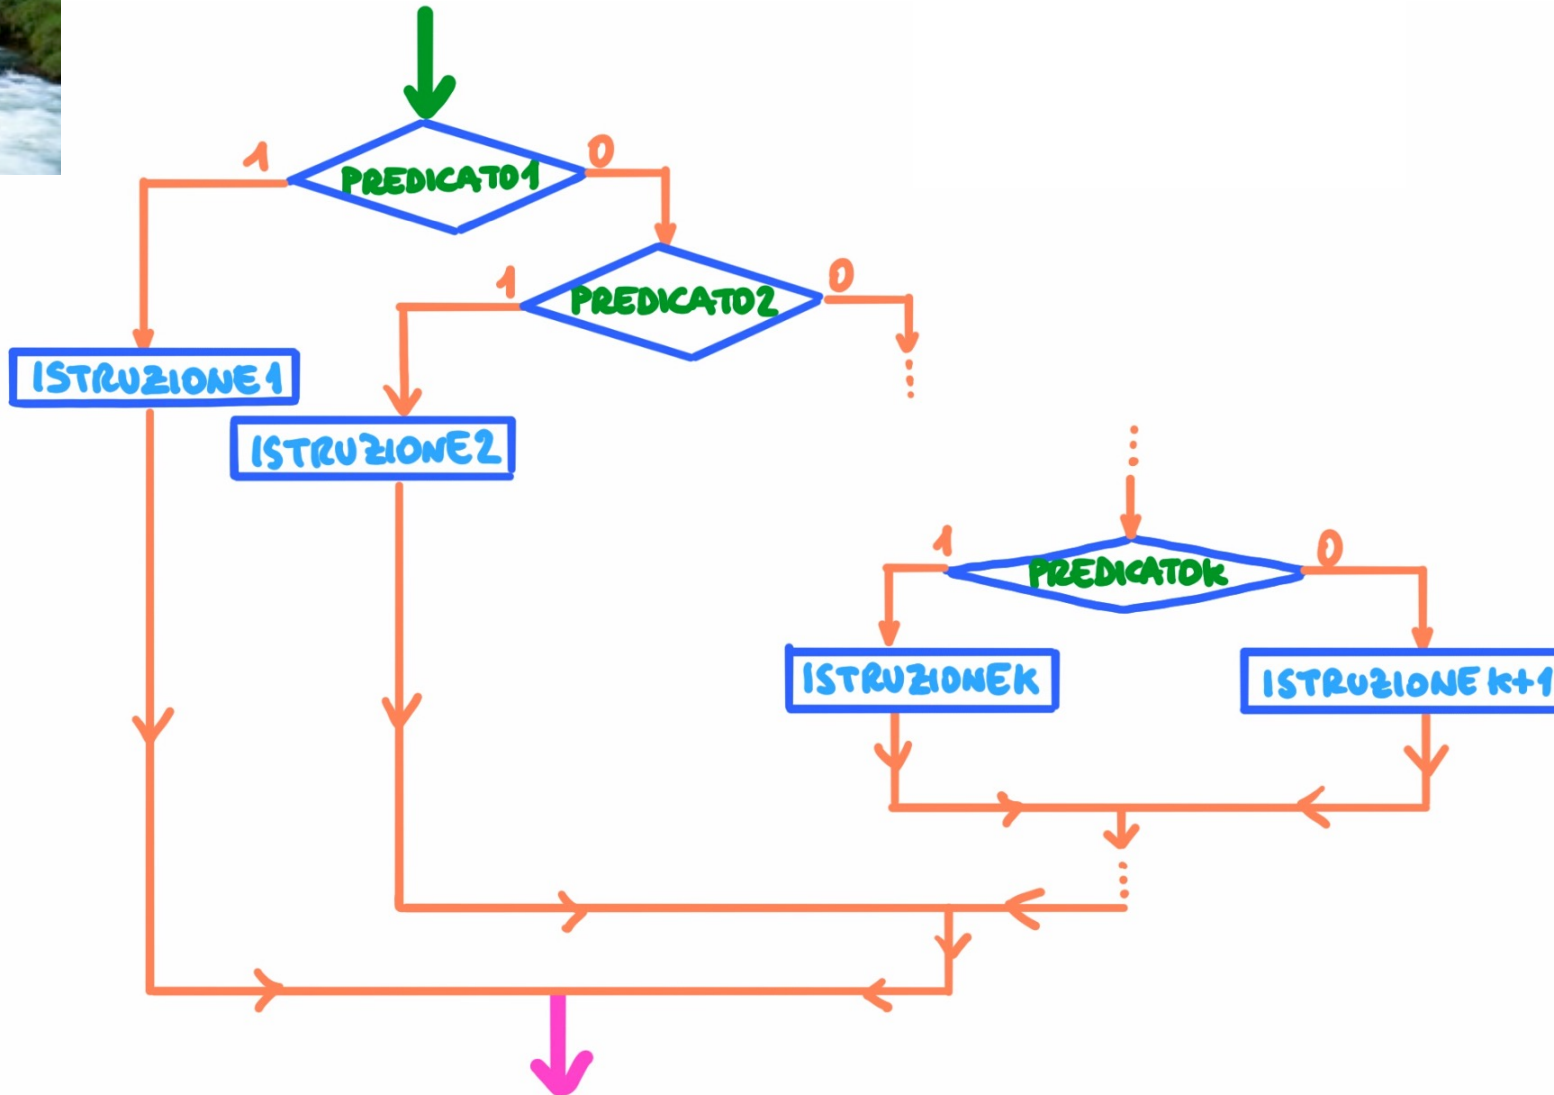 1
0
PREDICATO1
1
0
PREDICATO2
ISTRUZIONE1
ISTRUZIONE2
1
0
PREDICATOK
ISTRUZIONEK
ISTRUZIONE K+1